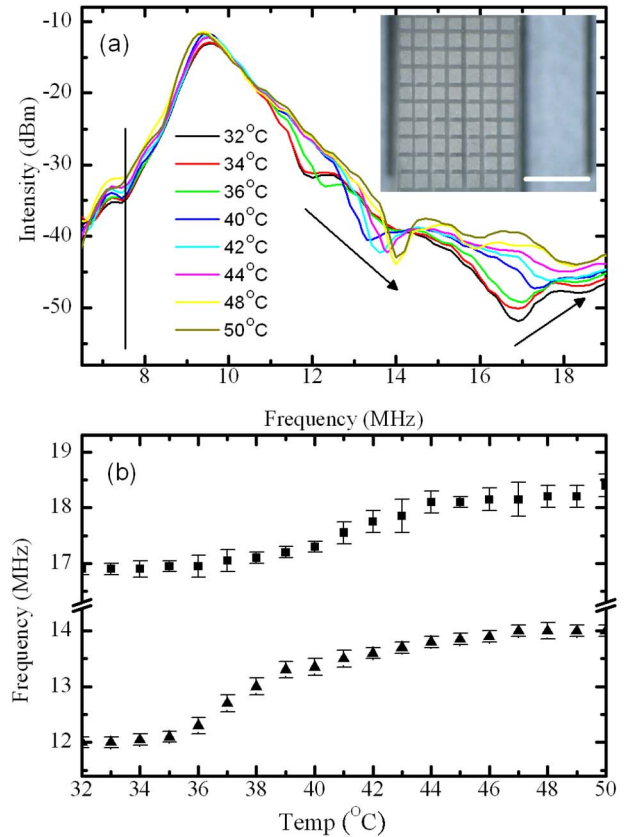 (a)
-10
-20
-30
-40
-50
Intensity (dBm)
32°C
34°C
36°C
40°C
42°C
44°C
48°C
50°C
8 10 12 14 16 18
Frequency (MHz)
(b)
19
18
17
14
13
12
Frequency (MHz)
32 34 36 38 40 42 44 46 48 50
Temp (°C)